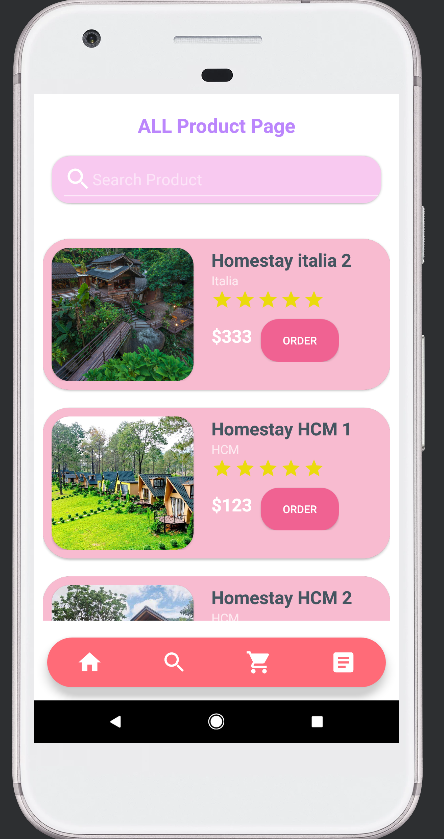 ALL Product Page
Search Product
Homestay italia 2
Italia
$333
ORDER
Homestay HCM 1
HCM
$123
ORDER
Homestay HCM 2
HCM